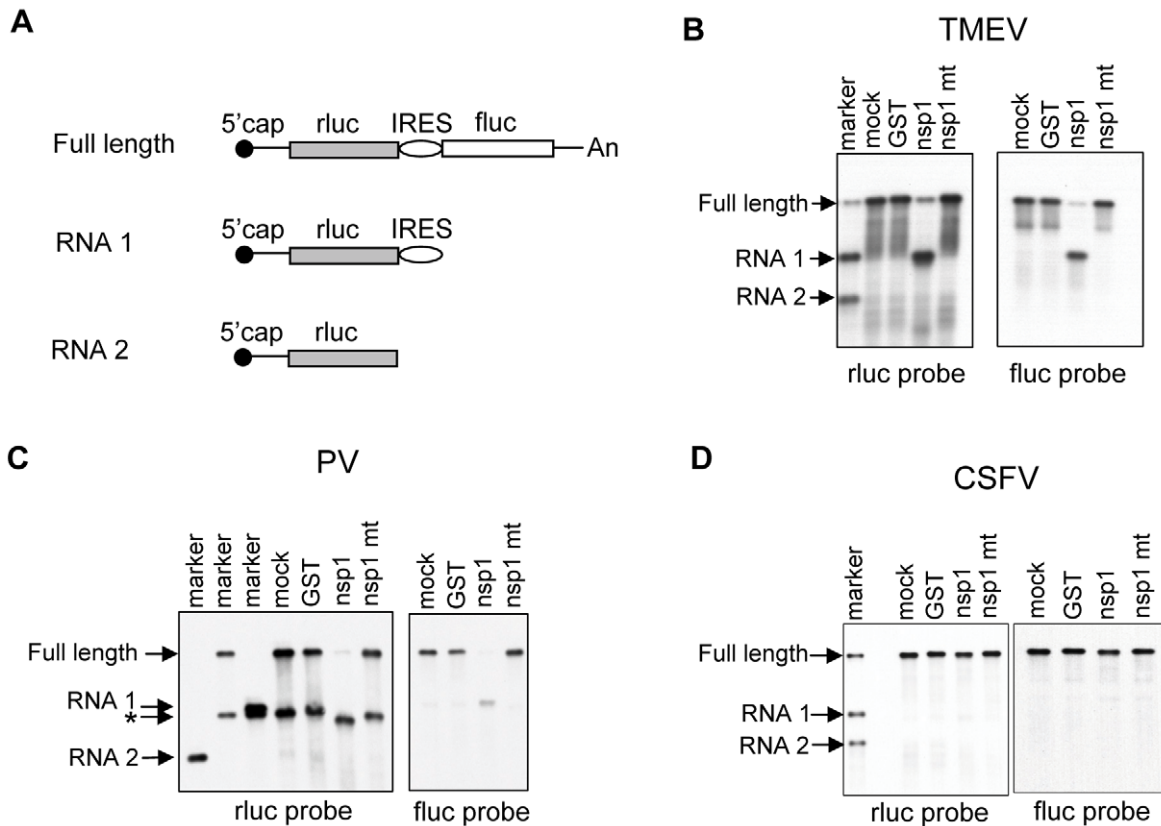 A
5'cap rluc IRES fluc
Full length An
5'cap rluc IRES
RNA 1
5'cap rluc
RNA 2
B
TMEV
marker mock GST nsp1 nsp1 mt mock GST nsp1 nsp1 mt
Full length
RNA 1
RNA 2
rluc probe fluc probe
C
PV
marker marker marker mock GST nsp1 nsp1 mt mock GST nsp1 nsp1 mt
Full length
RNA 1
*
RNA 2
rluc probe fluc probe
D
CSFV
marker mock GST nsp1 nsp1 mt mock GST nsp1 nsp1 mt
Full length
RNA 1
RNA 2
rluc probe fluc probe